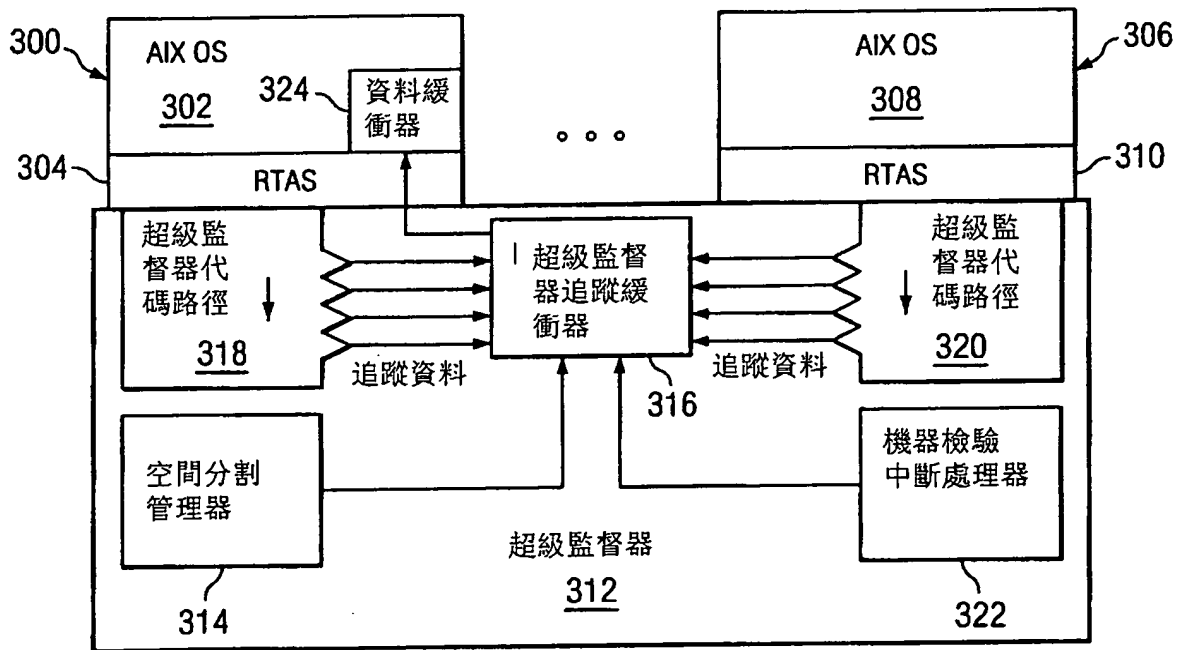 300
AIX OS
302
324
資料緩
衝器
304
RTAS
AIX OS
308
306
310
RTAS
超級監
督器代
碼路徑
318
追蹤資料
超級監督
器追蹤緩
衝器
316
追蹤資料
超級監
督器代
碼路徑
320
空間分割
管理器
314
超級監督器
312
機器檢驗
中斷處理器
322